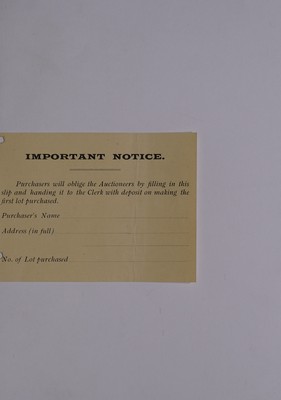 IMPORTANT NOTICE.
Purchasers will oblige the Auctioneers by filling in this
slip and handing it to the Clerk with deposit on making the
first lot purchased.
Purchaser's Name
Address (in full)
No. of Lot purchased